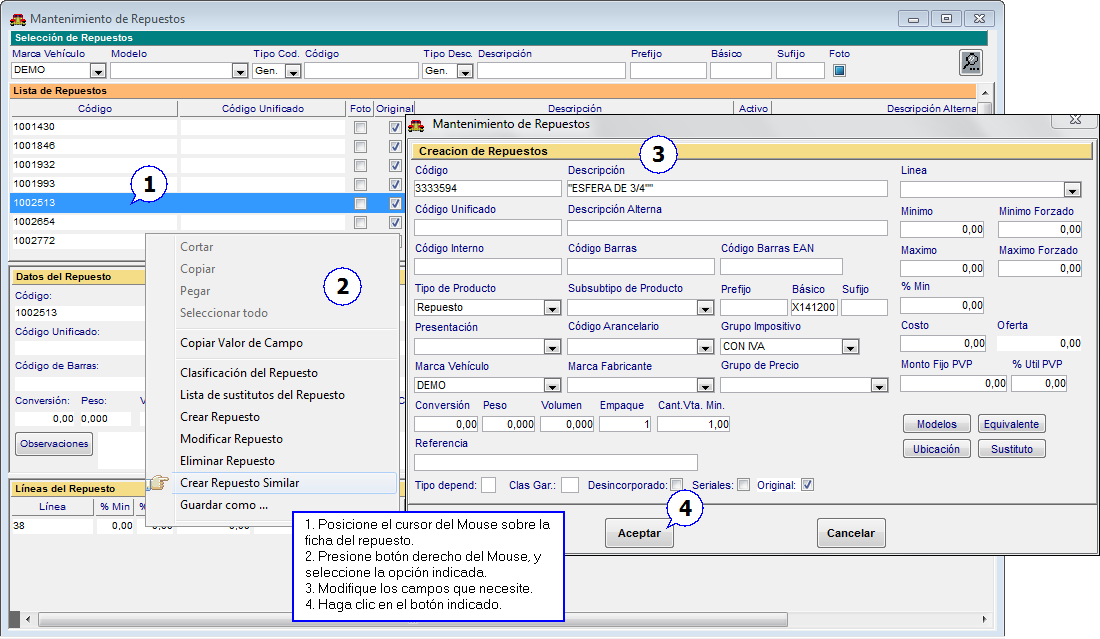 Mantenimiento de Repuestos
Selección de Repuestos
Marca Vehículo Modelo Tipo Cod. Código Tipo Desc. Descripción Prefijo Básico Sufijo Foto
DEMO Gen. Gen.
Lista de Repuestos
Código Código Unificado Foto Original Descripción Activo Descripción Alterna
1001430
1001846
1001932
1001993
1002513
1002654
1002772
1
Datos del Repuesto
Código:
1002513
Código Unificado:
Código de Barras:
Conversión: Peso:
0,00 0,000
Observaciones
Líneas del Repuesto
Línea % Min %
38 0,00
2
Cortar
Copiar
Pegar
Seleccionar todo
Copiar Valor de Campo
Clasificación del Repuesto
Lista de sustitutos del Repuesto
Crear Repuesto
Modificar Repuesto
Eliminar Repuesto
Crear Repuesto Similar
Guardar como ...
Mantenimiento de Repuestos
Creacion de Repuestos
3
Código Descripción Linea
3333594 "ESFERA DE 3/4""
Código Unificado Descripción Alterna Minimo Minimo Forzado
0,00 0,00
Código Interno Código Barras Código Barras EAN Maximo Maximo Forzado
0,00 0,00
Tipo de Producto Subsubtipo de Producto Prefijo Básico Sufijo % Min
Repuesto X141200 0,00
Presentación Código Arancelario Grupo Impositivo Costo Oferta
CON IVA 0,00 0,00
Marca Vehículo Marca Fabricante Grupo de Precio Monto Fijo PVP % Util PVP
DEMO 0,00 0,00
Conversión Peso Volumen Empaque Cant.Vta. Min.
0,00 0,000 0,000 1 1,00
Modelos Equivalente
Referencia
Ubicación Sustituto
Tipo depend: Clas Gar.: Desincorporado: Seriales: Original:
4
Aceptar Cancelar
1. Posicione el cursor del Mouse sobre la
ficha del repuesto.
2. Presione botón derecho del Mouse, y
seleccione la opción indicada.
3. Modifique los campos que necesite.
4. Haga clic en el botón indicado.